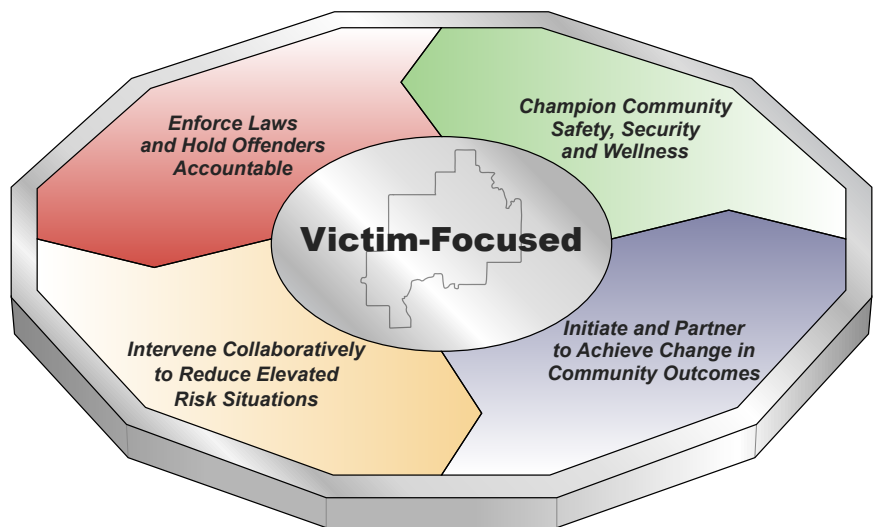 Enforce Laws
and Hold Offenders
Accountable
Champion Community
Safety, Security
and Wellness
Victim-Focused
Intervene Collaboratively
to Reduce Elevated
Risk Situations
Initiate and Partner
to Achieve Change in
Community Outcomes